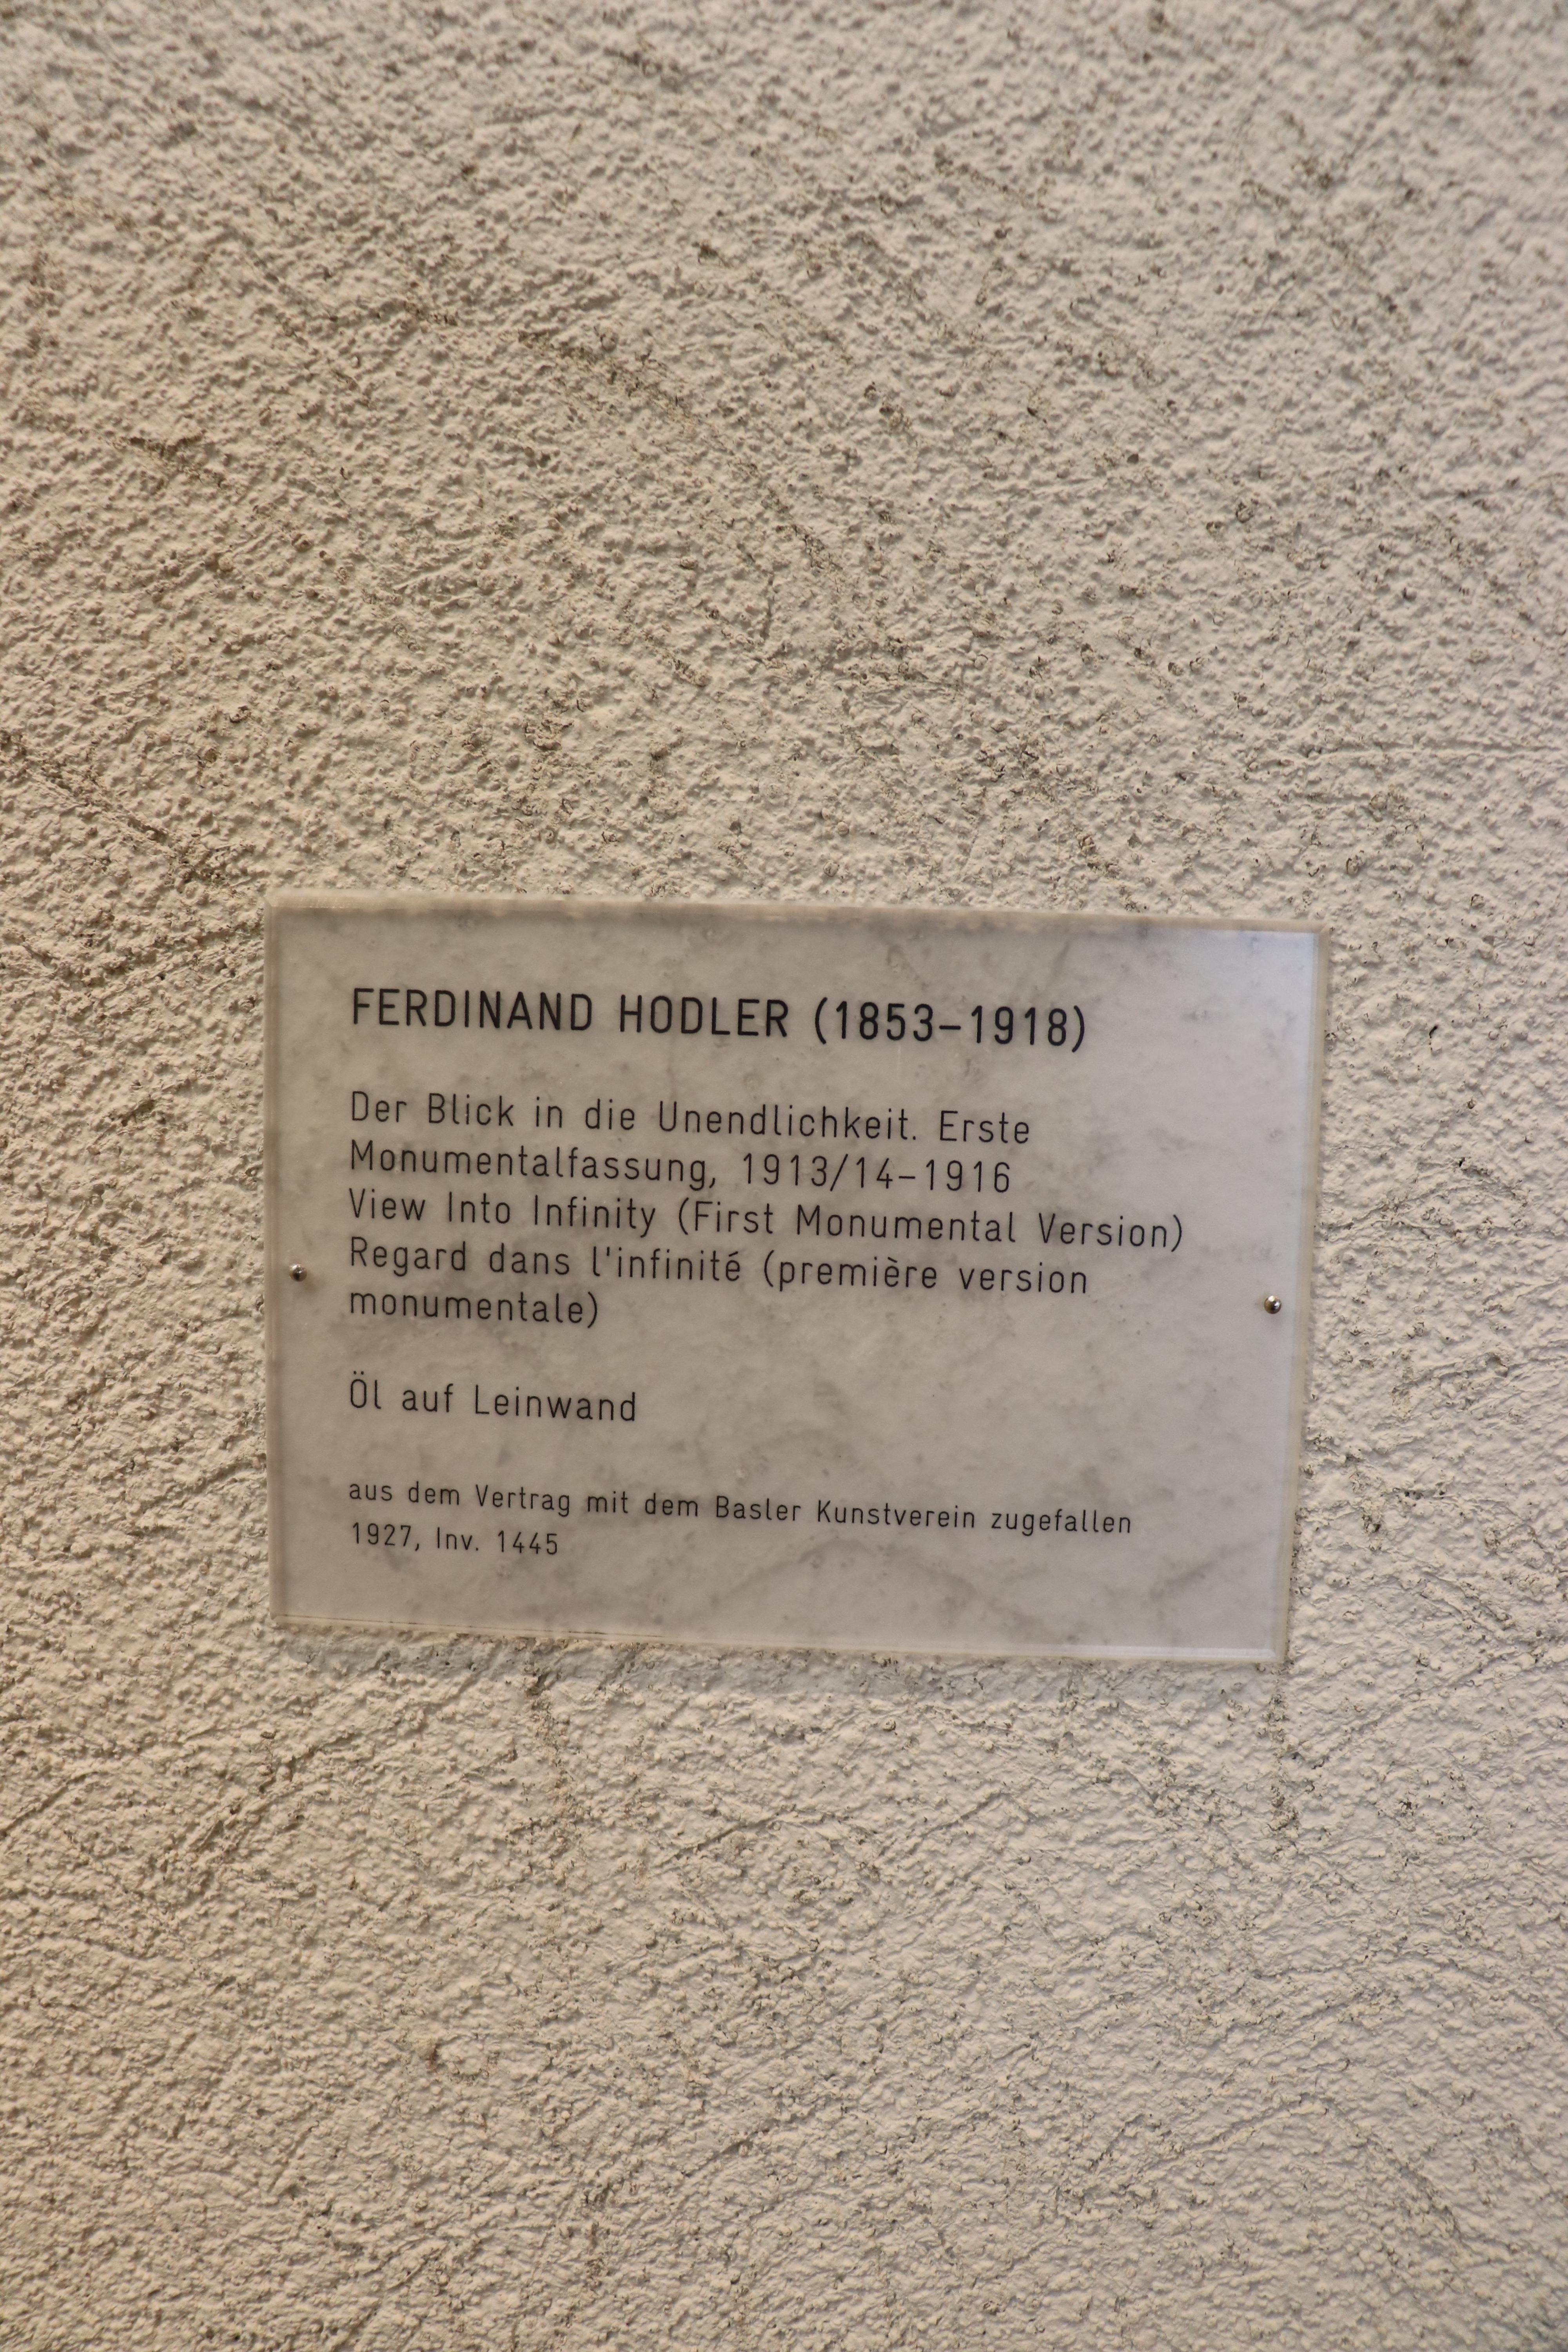 FERDINAND HODLER (1853–1918)
Der Blick in die Unendlichkeit. Erste
Monumentalfassung, 1913/14–1916
View Into Infinity (First Monumental Version)
Regard dans l'infinité (première version
monumentale)
Öl auf Leinwand
aus dem Vertrag mit dem Basler Kunstverein zugefallen
1927, Inv. 1445